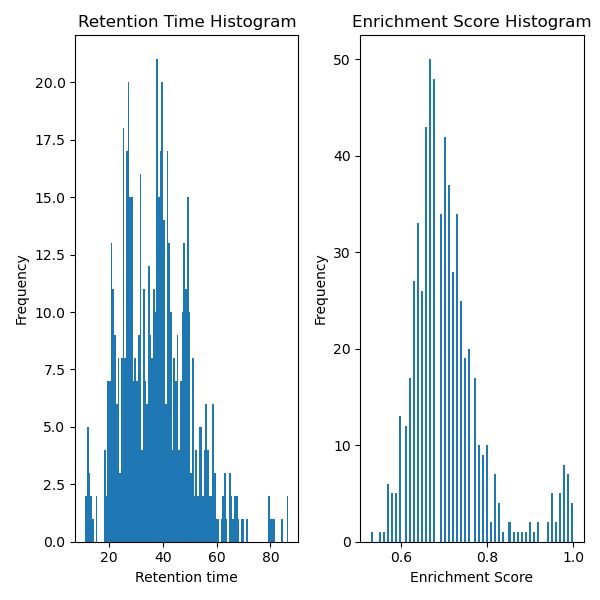 Retention Time Histogram
Frequency
20.0
17.5
15.0
12.5
10.0
7.5
5.0
2.5
0.0
20 40 60 80
Retention time
Enrichment Score Histogram
Frequency
50
40
30
20
10
0
0.6 0.8 1.0
Enrichment Score